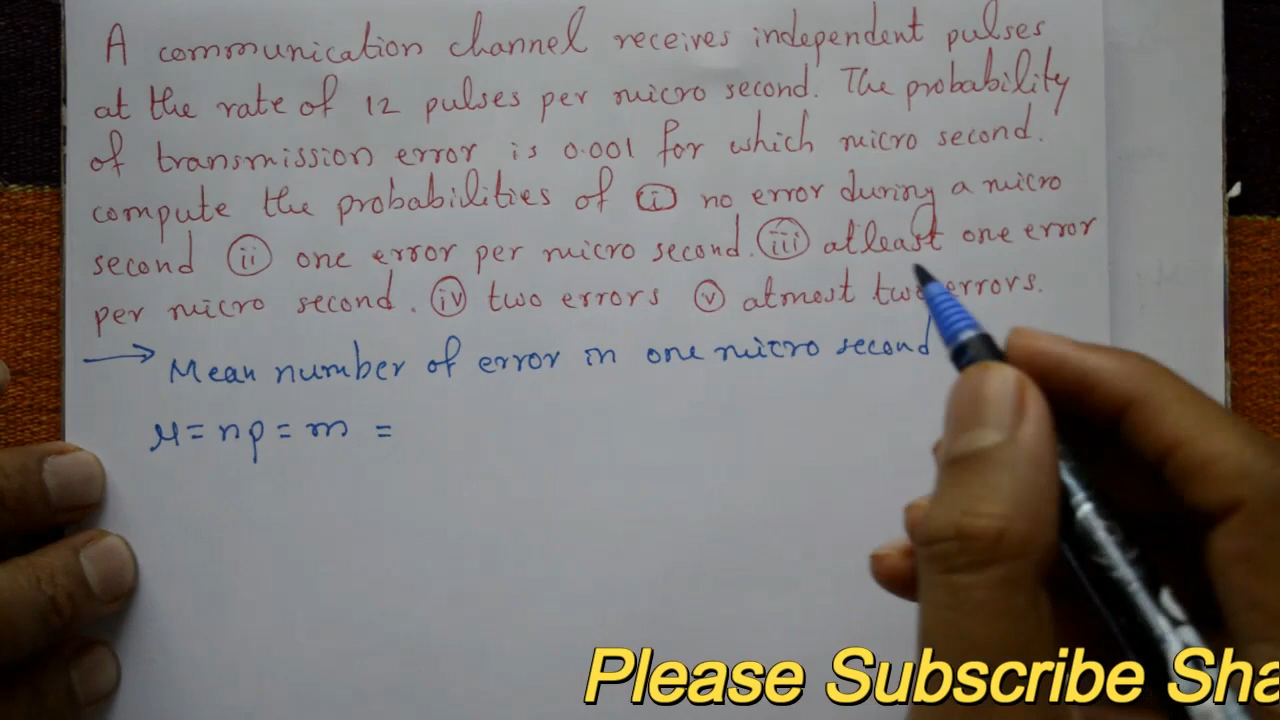 A communication channel receives independent pulses
at the rate of 12 pulses per micro second. The probability
of transmission error is 0.001 for which micro second.
compute the probabilities of (i) no error during a micro
second (ii) one error per micro second. (iii) atleast one error
per micro second. (iv) two errors (v) atmost two errors.
→ Mean number of error in one micro second
μ = np = m =
Please Subscribe Sha